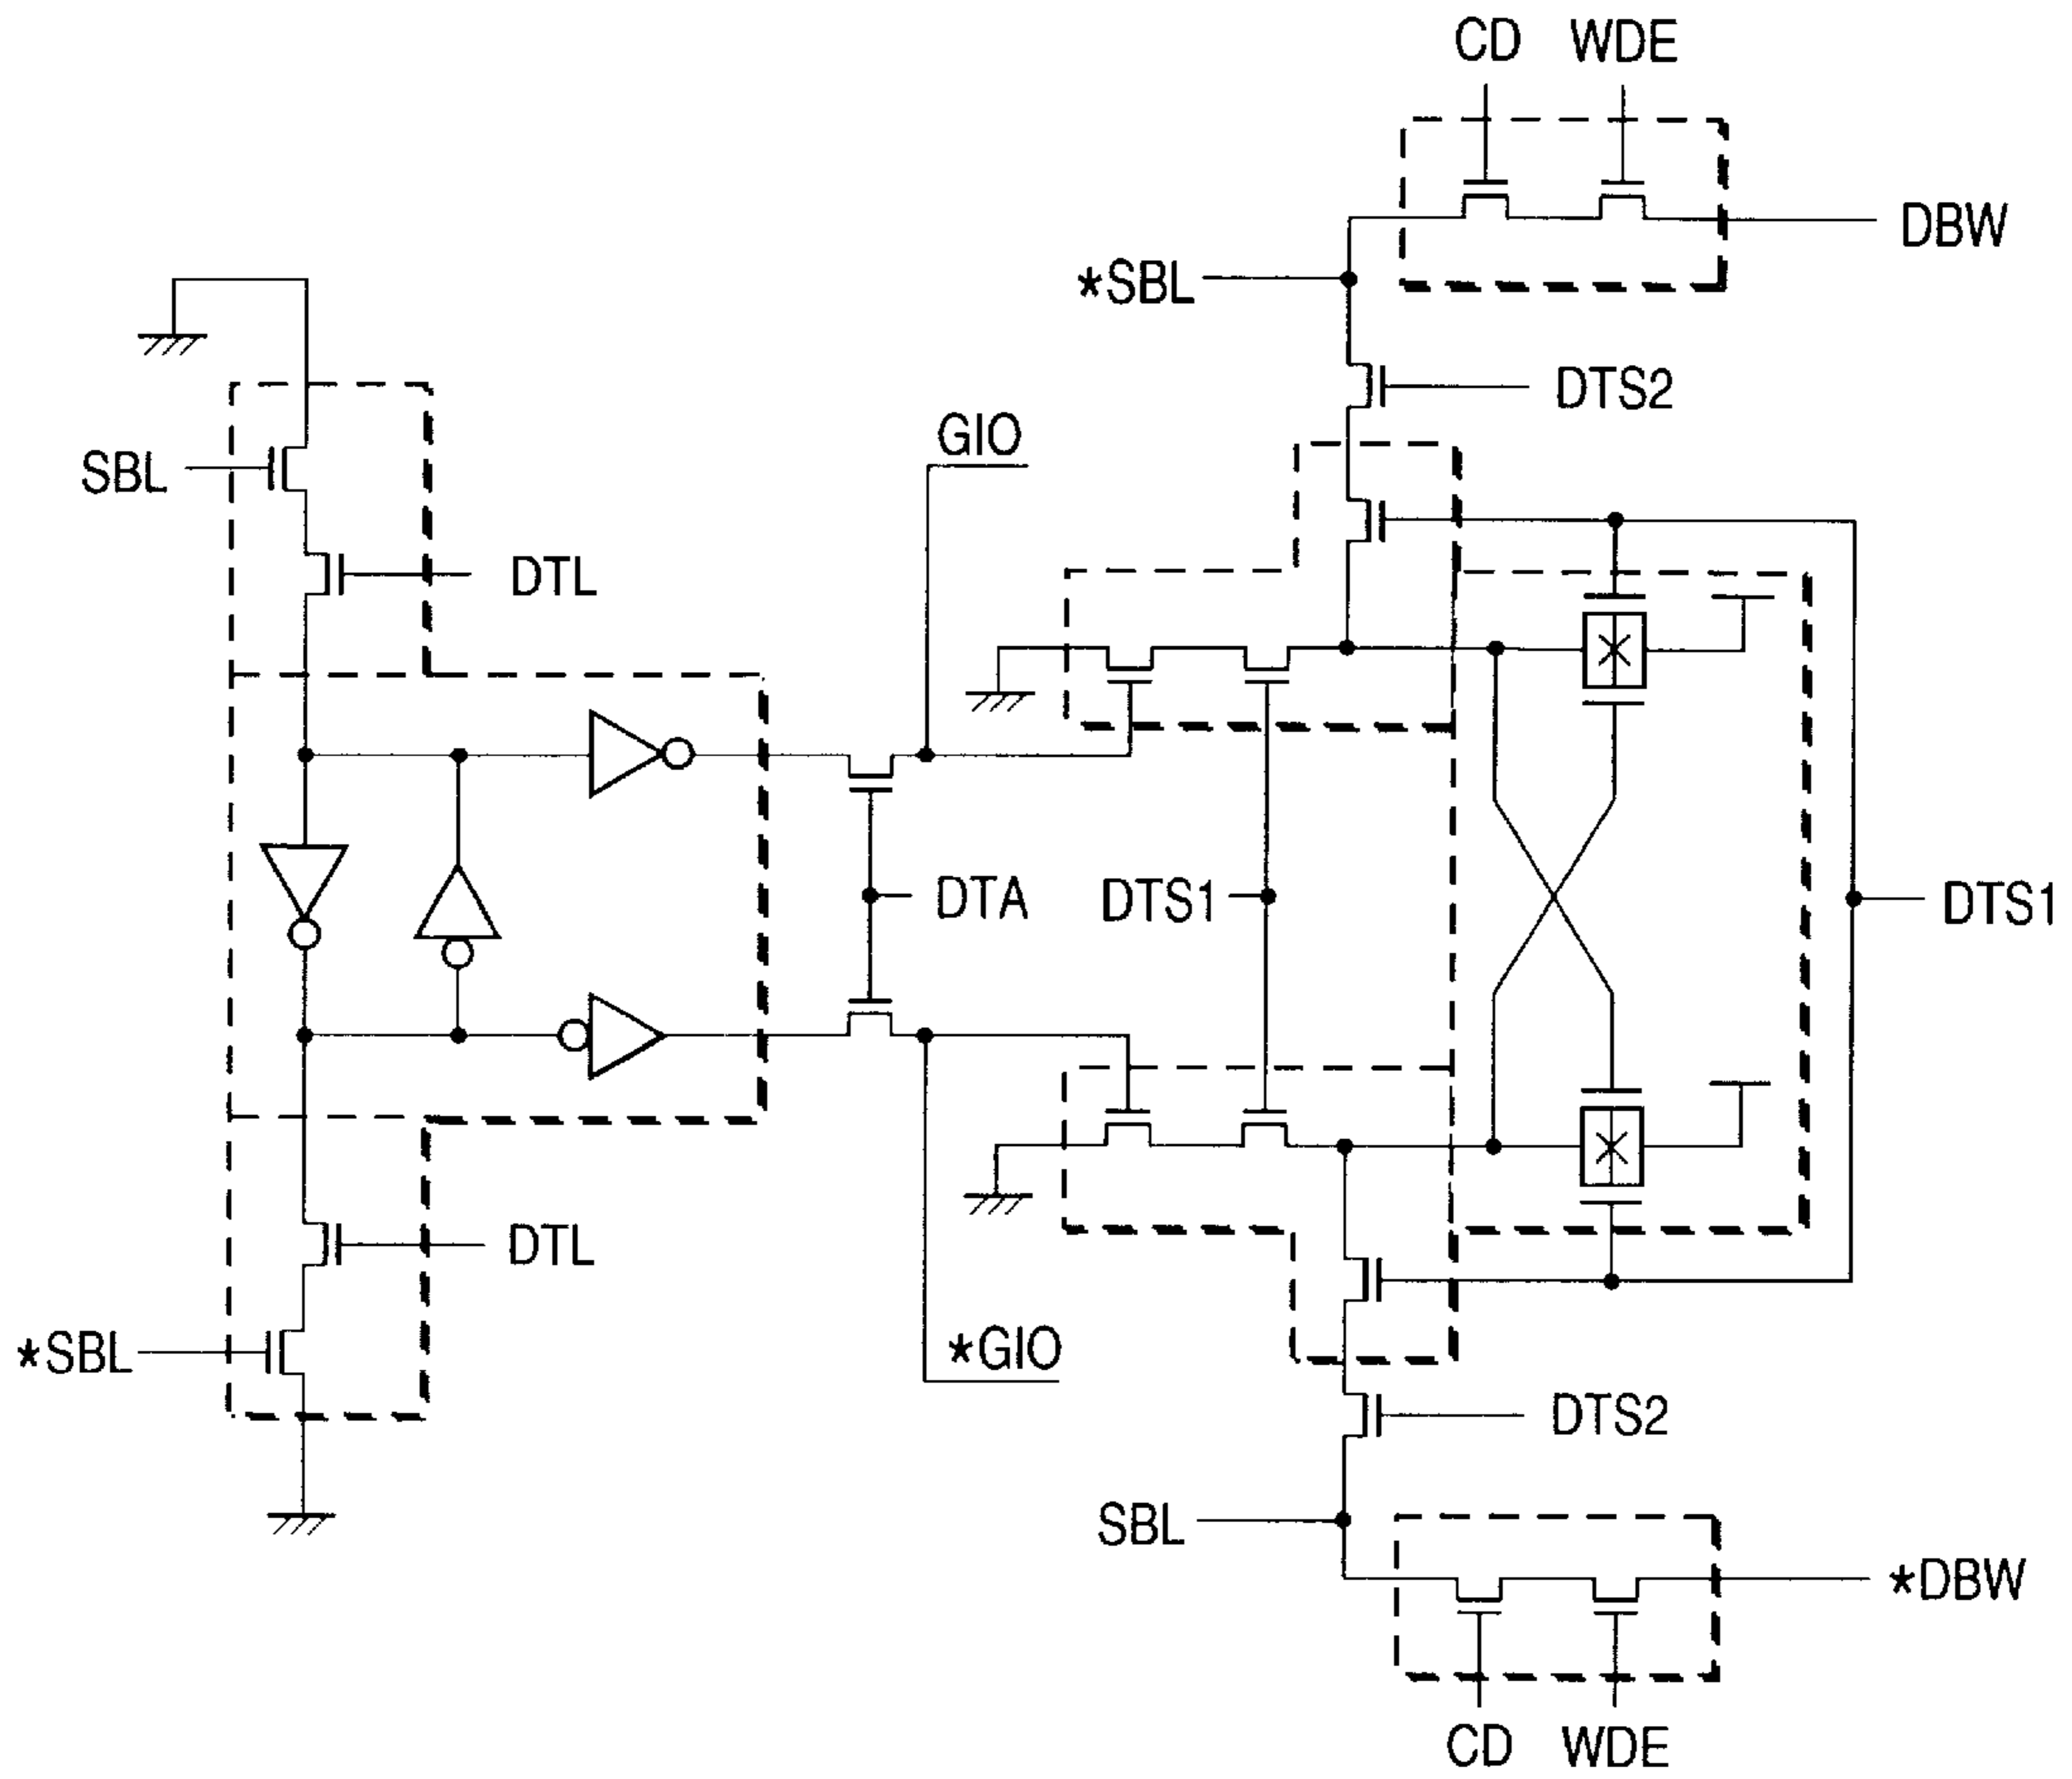 CD WDE
DBW
*SBL
DTS2
GIO
SBL
DTL
DTA
DTS1
DTS1
DTL
*SBL
*GIO
DTS2
SBL
*DBW
CD WDE